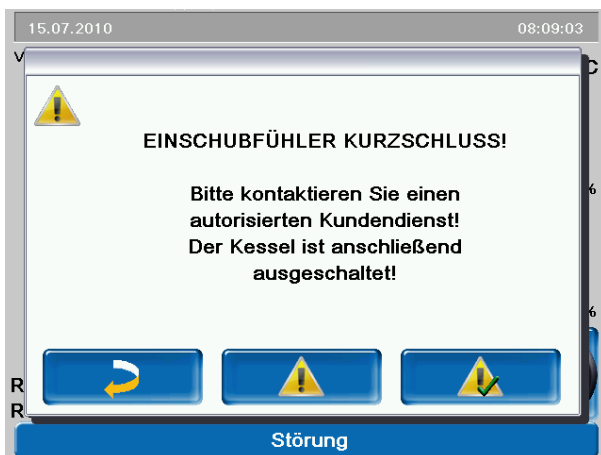 15.07.2010 08:09:03
V
C
EINSCHUBFÜHLER KURZSCHLUSS!
Bitte kontaktieren Sie einen
%
autorisierten Kundendienst!
Der Kessel ist anschließend
ausgeschaltet!
%
R
R
Störung